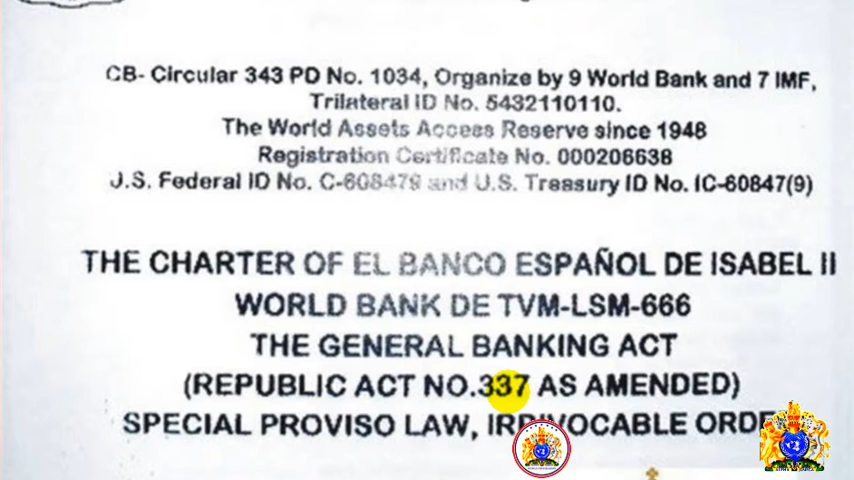 CB- Circular 343 PD No. 1034, Organize by 9 World Bank and 7 IMF,
Trilateral ID No. 5432110110.
The World Assets Access Reserve since 1948
Registration Certificate No. 000206638
U.S. Federal ID No. C-608479 and U.S. Treasury ID No. IC-60847(9)
THE CHARTER OF EL BANCO ESPAÑOL DE ISABEL II
WORLD BANK DE TVM-LSM-666
THE GENERAL BANKING ACT
(REPUBLIC ACT NO.337 AS AMENDED)
SPECIAL PROVISO LAW,